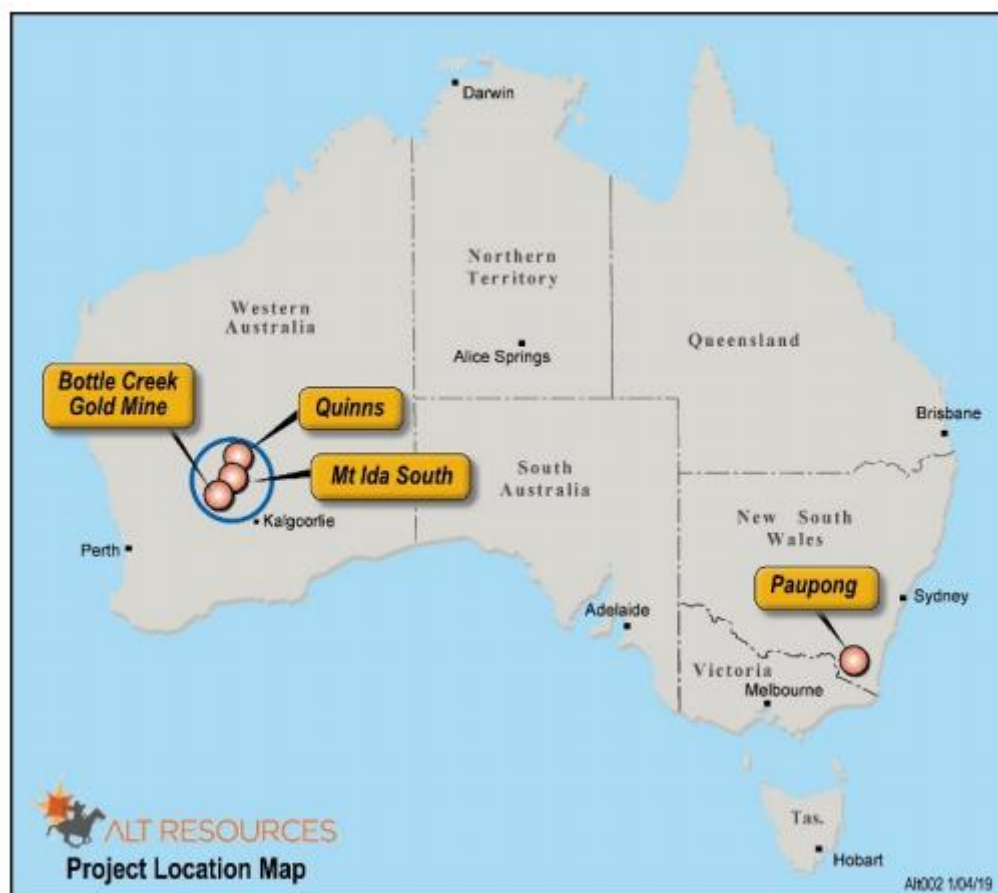 Darwin
Northern
Territory
Western
Australia
Queensland
Alice Springs
Bottle Creek
Gold Mine
Quinns
Brisbane
Mt Ida South
South
Australia
Kalgoorlie
New South
Wales
Perth
Paupong
Adelaide
Sydney
Victoria
Melbourne
Tas.
ALT RESOURCES
Project Location Map
Hobart
Alt002 1/04/19